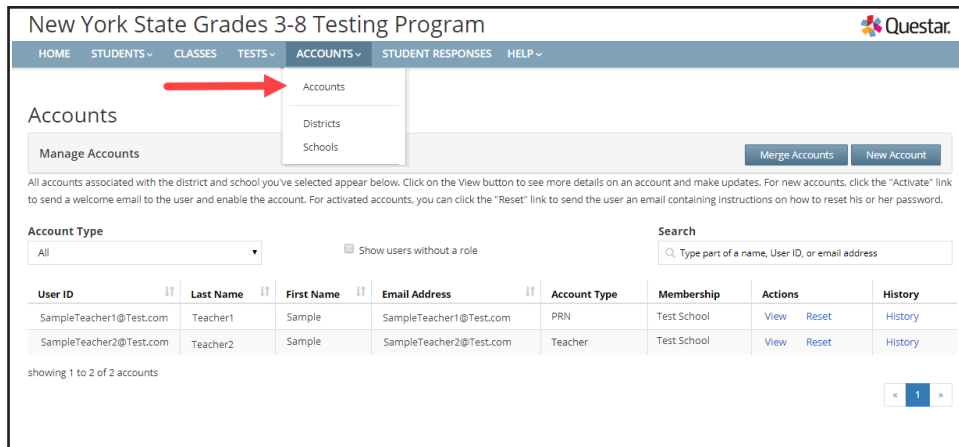 New York State Grades 3-8 Testing Program
Questar.
HOME STUDENTS CLASSES TESTS ACCOUNTS STUDENT RESPONSES HELP
Accounts
Districts
Schools
Accounts
Manage Accounts
Merge Accounts New Account
All accounts associated with the district and school you've selected appear below. Click on the View button to see more details on an account and make updates. For new accounts, click the "Activate" link
to send a welcome email to the user and enable the account. For activated accounts, you can click the "Reset" link to send the user an email containing instructions on how to reset his or her password.
Account Type Search
All Show users without a role Type part of a name, User ID, or email address
User ID Last Name First Name Email Address Account Type Membership Actions History
SampleTeacher1@Test.com Teacher1 Sample SampleTeacher1@Test.com PRN Test School View Reset History
SampleTeacher2@Test.com Teacher2 Sample SampleTeacher2@Test.com Teacher Test School View Reset History
showing 1 to 2 of 2 accounts
« 1 »